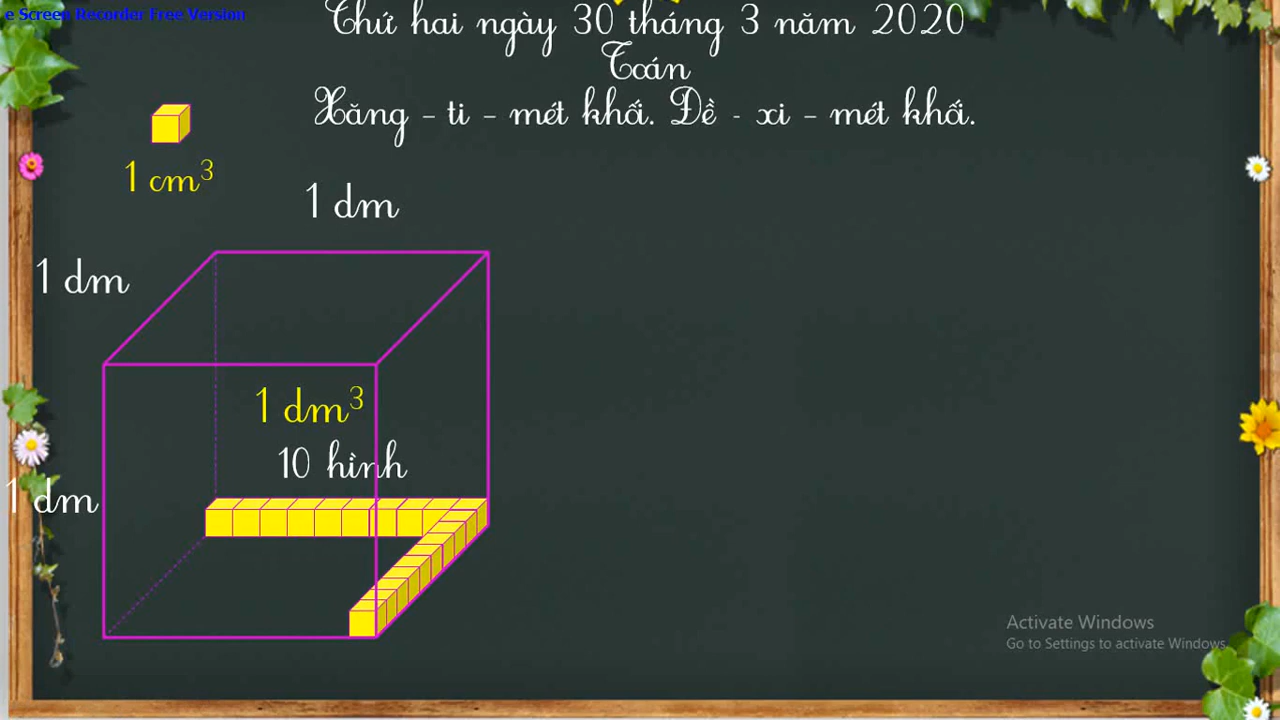 e Screen Recorder Free Version
Thứ hai ngày 30 tháng 3 năm 2020
Toán
Xăng - ti - mét khối. Đề - xi - mét khối.
1 cm³
1 dm
1 dm
1 dm³
10 hình
1 dm
Activate Windows
Go to Settings to activate Windows.